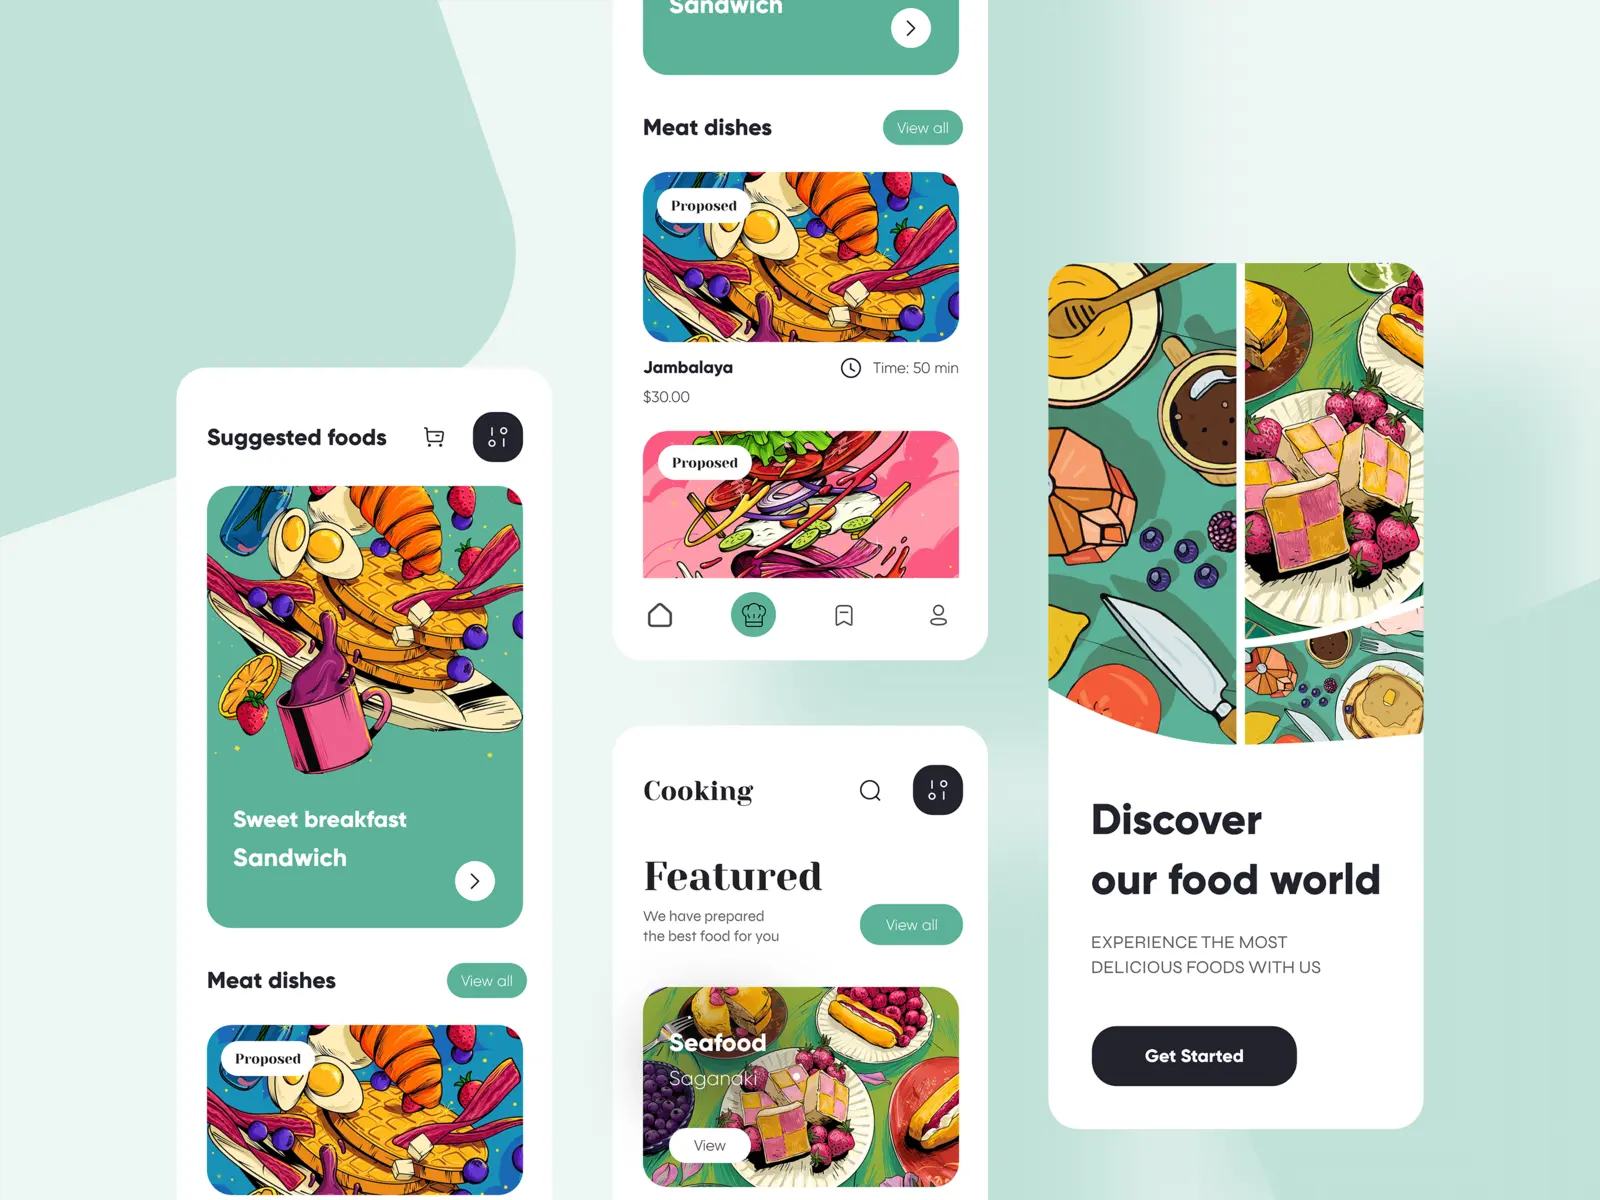 Suggested foods
Sweet breakfast
Sandwich
Meat dishes
View all
Proposed
Sandwich
Meat dishes
View all
Proposed
Jambalaya
Time: 50 min
$30.00
Proposed
Cooking
Featured
We have prepared
the best food for you
View all
Seafood
Saganaki
View
Discover
our food world
EXPERIENCE THE MOST
DELICIOUS FOODS WITH US
Get Started